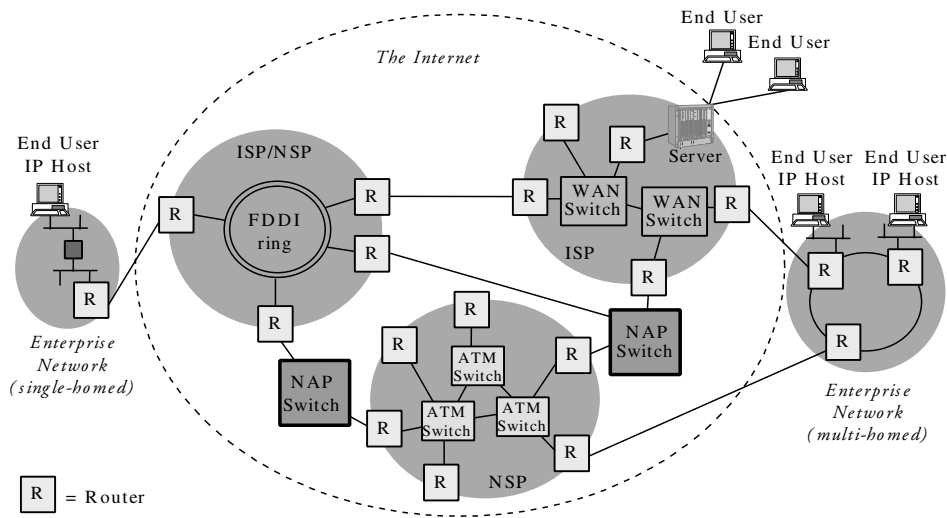 End User
End User
The Internet
R
R
Server
End User
IP Host
ISP/NSP
End User
IP Host
End User
IP Host
R
R
R
WAN
Switch
WAN
Switch
R
FDDI
ring
R
ISP
R
R
R
R
R
R
R
NAP
Switch
R
Enterprise
Network
(single-homed)
R
R
ATM
Switch
NAP
Switch
R
ATM
Switch
ATM
Switch
Enterprise
Network
(multi-homed)
R
R
NSP
R = Router